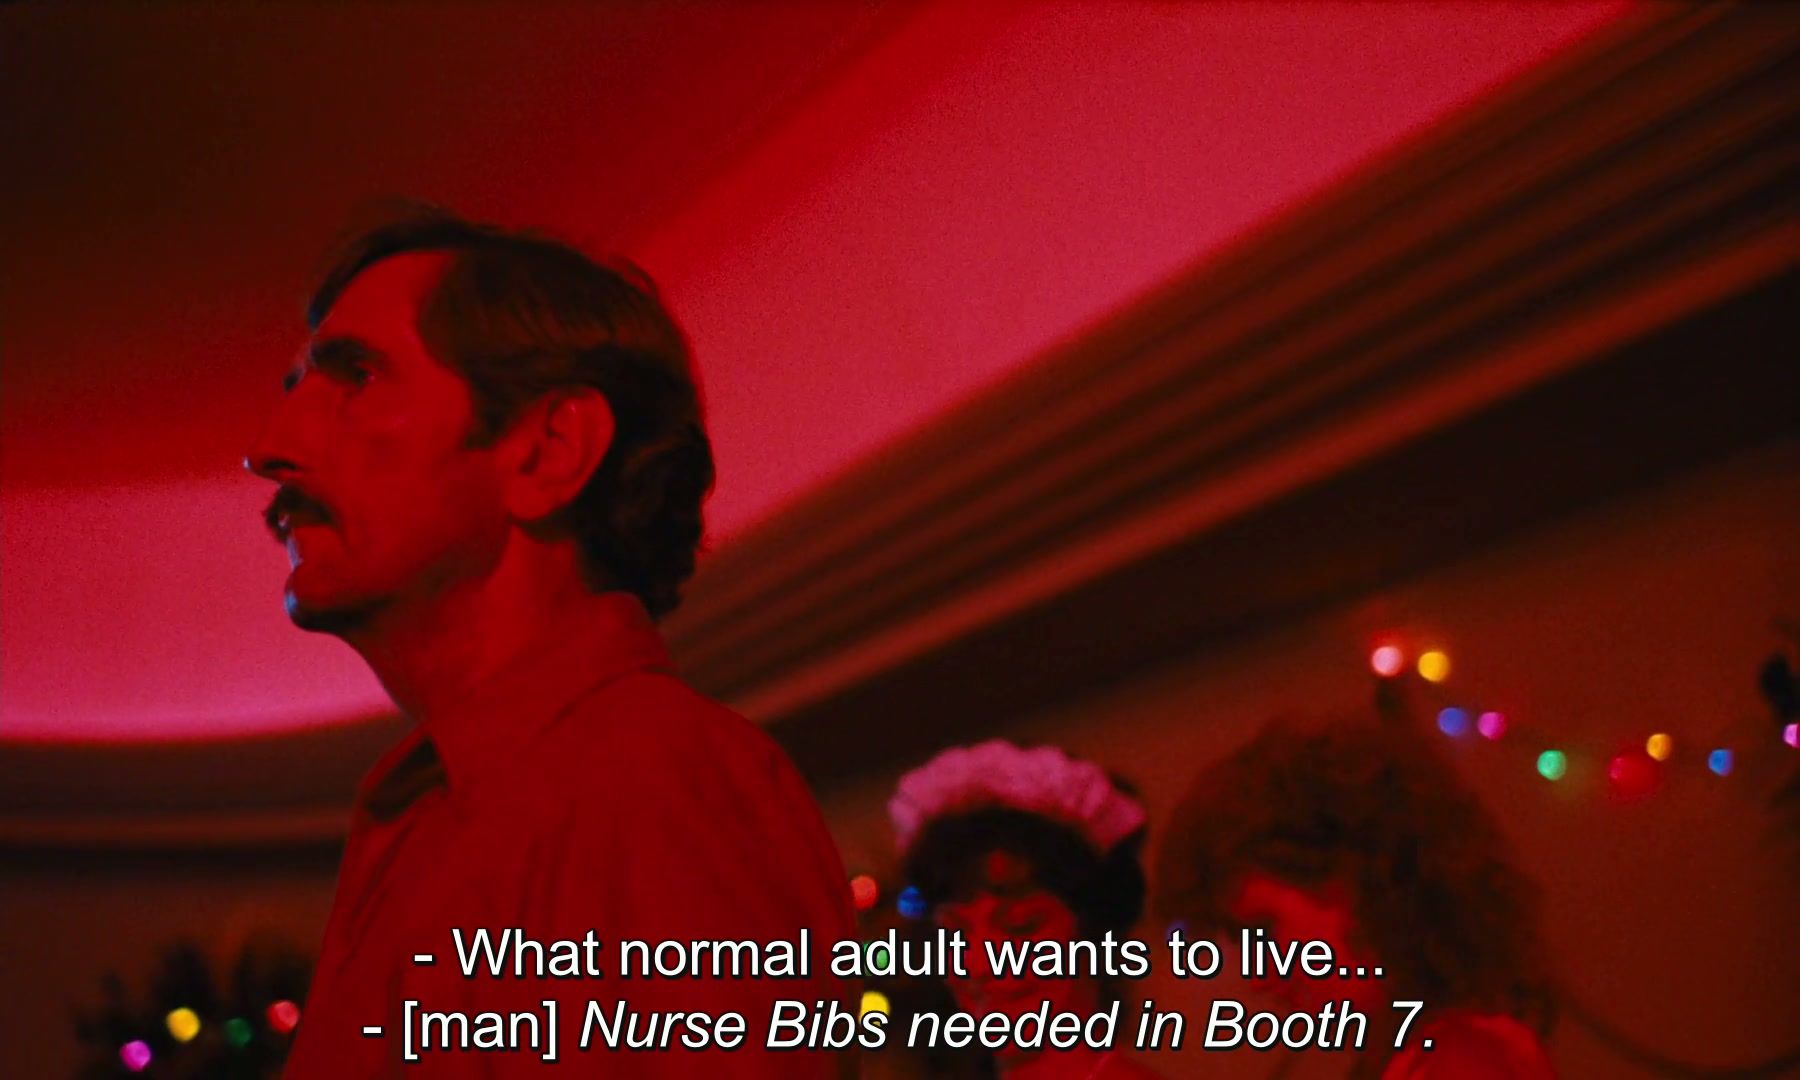 - What normal adult wants to live...
- [man] Nurse Bibs needed in Booth 7.